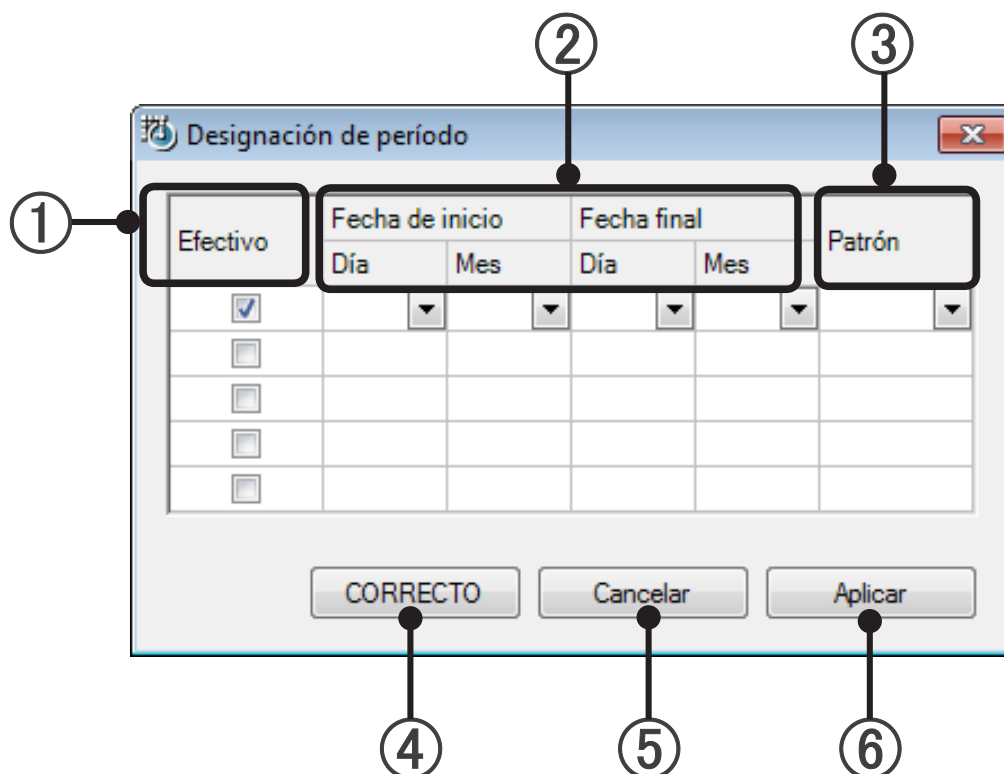 ② ③
Designación de período
①
Efectivo Fecha de inicio Fecha final Patrón
Día Mes Día Mes
CORRECTO Cancelar Aplicar
④ ⑤ ⑥